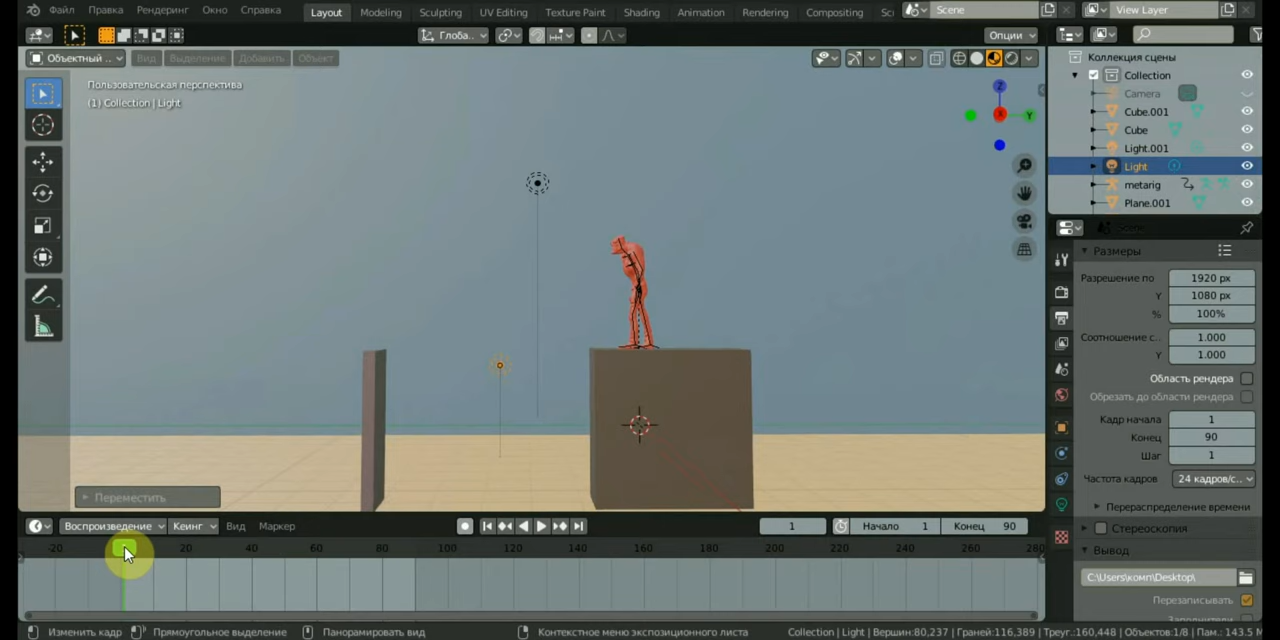 Файл Правка Рендеринг Окно Справка Layout Modeling Sculpting UV Editing Texture Paint Shading Animation Rendering Compositing Sc Scene View Layer
Глоба.. Опции
Объектный .. Вид Выделение Добавить Объект
Пользовательская перспектива
(1) Collection | Light
Z
X
Y
Коллекция сцены
Collection
Camera
Cube.001
Cube
Light.001
Light
metarig
Plane.001
Scene
Размеры
Разрешение по 1920 px
Y 1080 px
% 100%
Соотношение с.. 1.000
Y 1.000
Область рендера
Обрезать до области рендера
Кадр начала 1
Конец 90
Шаг 1
Частота кадров 24 кадров/с..
Перераспределение времени
Стереоскопия
Вывод
C:\Users\комп\Desktop\
Перезаписывать
Переместить
Воспроизведение Кеинг Вид Маркер 1 Начало 1 Конец 90
-20 20 40 60 80 100 120 140 160 180 200 220 240 260 280
Изменить кадр Прямоугольное выделение Панорамировать вид Контекстное меню экспозиционного листа Collection | Light | Вершин:80,237 | Граней:116,389 | Треуг.:160,448 | Объектов:1/8 | Мем.: 143.5 M